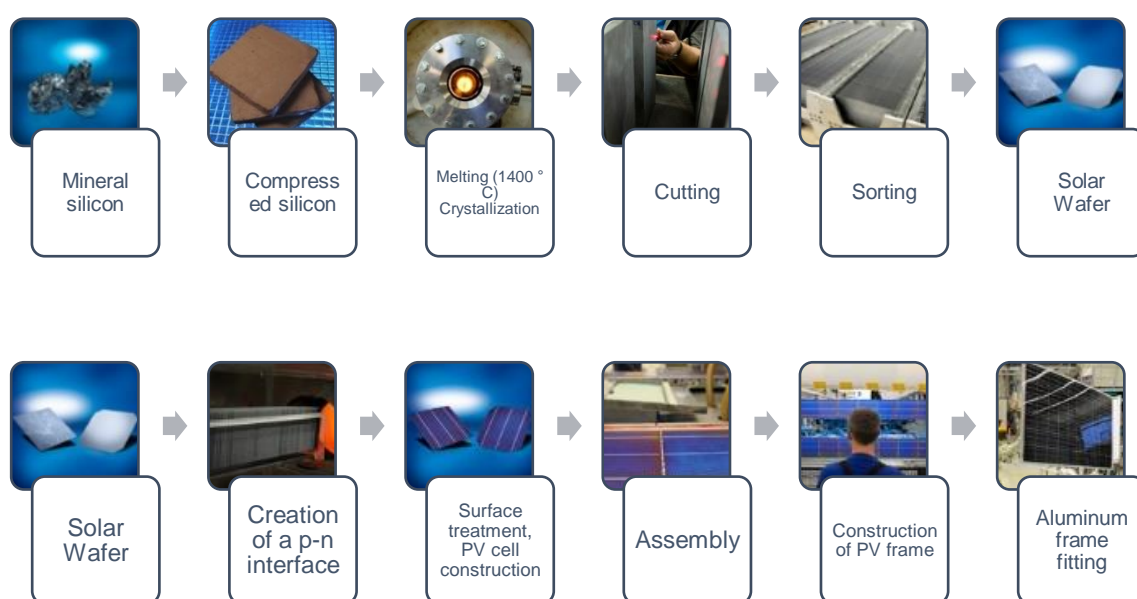 Mineral
silicon
Compress
ed silicon
Melting (1400 °
C)
Crystallization
Cutting
Sorting
Solar
Wafer
Solar
Wafer
Creation
of a p-n
interface
Surface
treatment,
PV cell
construction
Assembly
Construction
of PV frame
Aluminum
frame
fitting